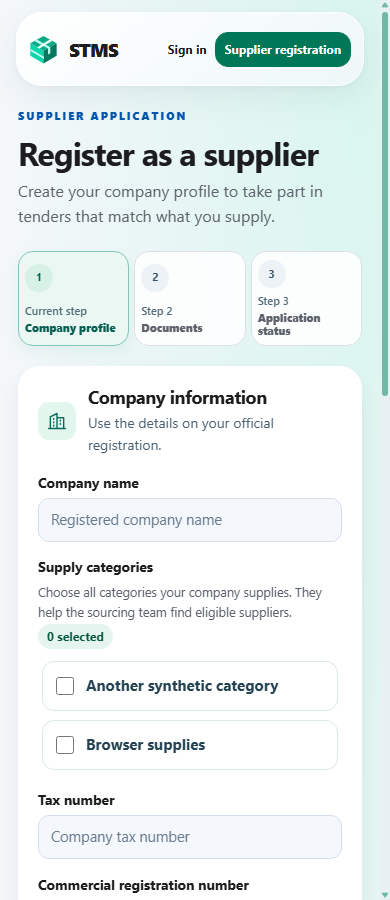 STMS
Sign in
Supplier registration
SUPPLIER APPLICATION
Register as a supplier
Create your company profile to take part in
tenders that match what you supply.
1
Current step
Company profile
2
Step 2
Documents
3
Step 3
Application
status
Company information
Use the details on your official
registration.
Company name
Registered company name
Supply categories
Choose all categories your company supplies. They
help the sourcing team find eligible suppliers.
0 selected
Another synthetic category
Browser supplies
Tax number
Company tax number
Commercial registration number